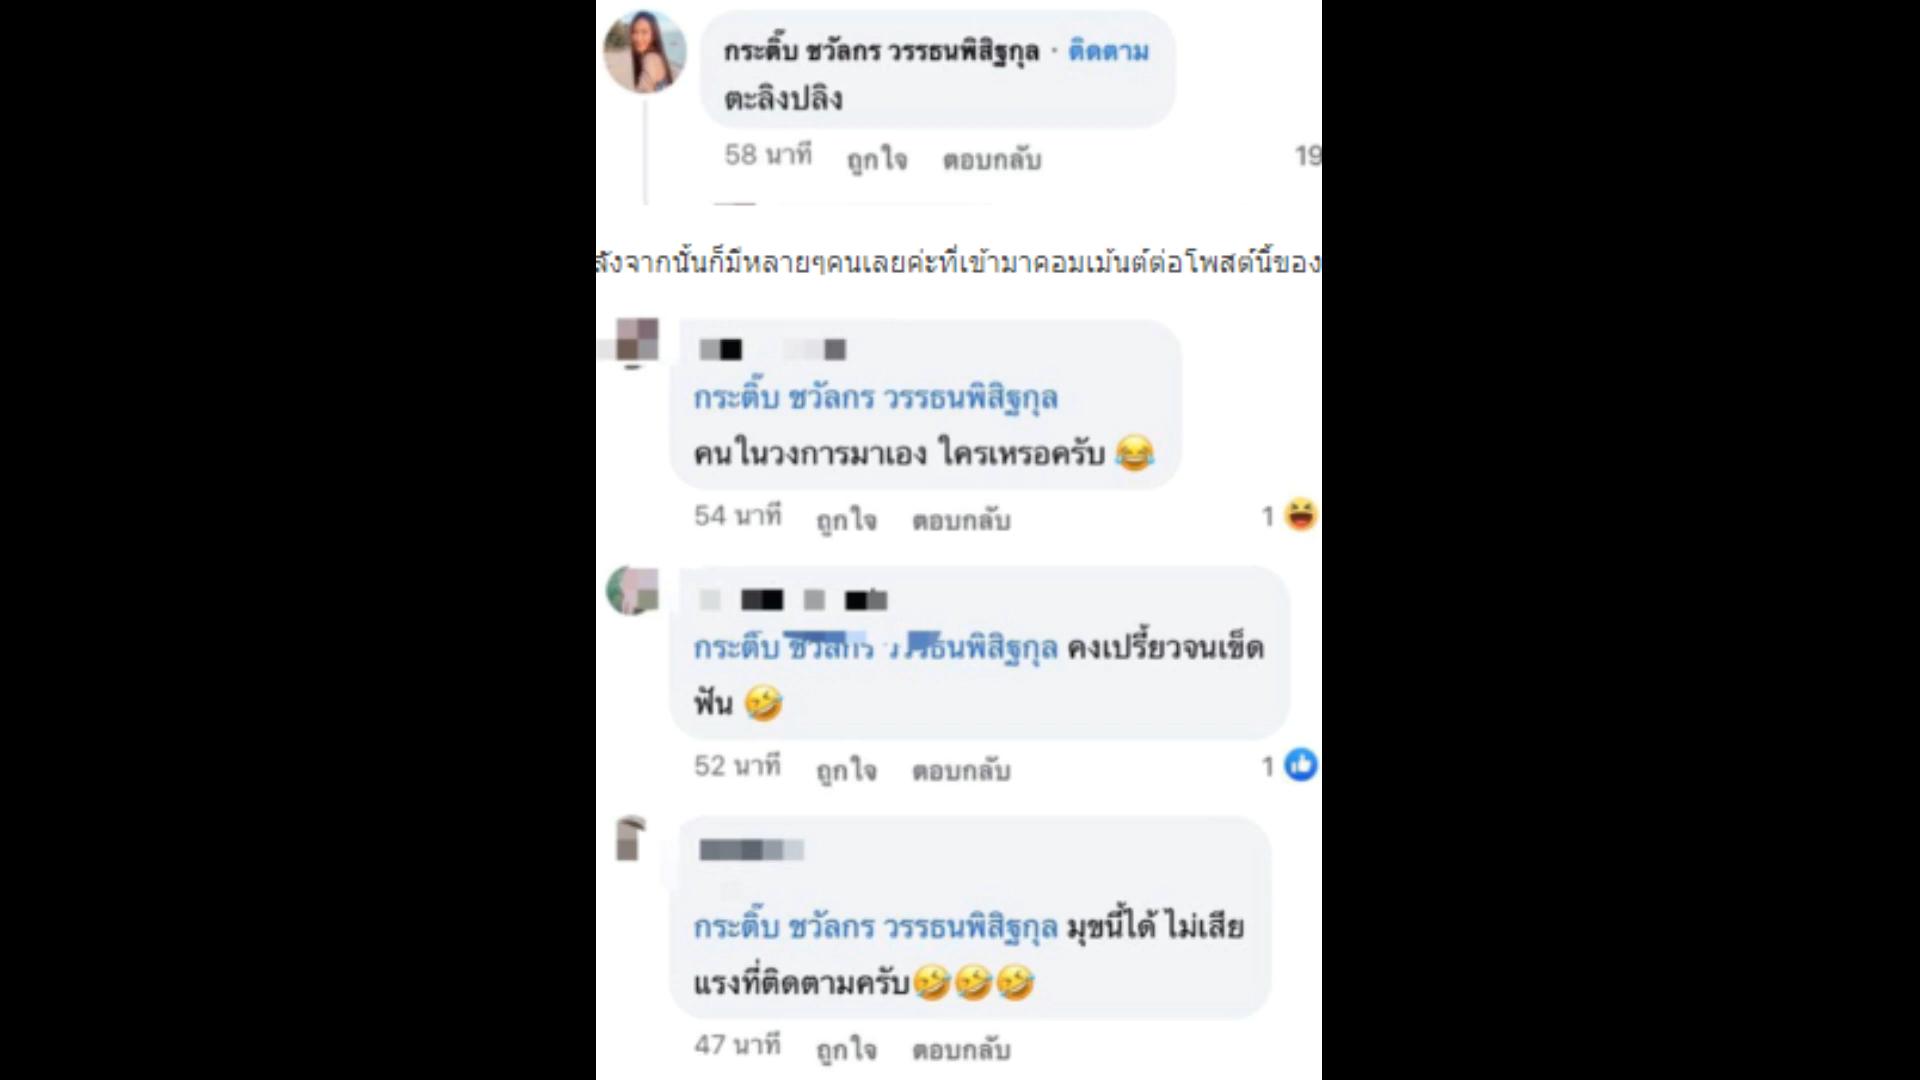 กระติ๊บ ชวัลกร วรรธนพิสิฐกุล · ติดตาม
ตะลิงปลิง
58 นาที ถูกใจ ตอบกลับ 19
ลังจากนั้นก็มีหลายๆคนเลยค่ะที่เข้ามาคอมเม้นต์ต่อโพสต์นี้ของ
กระติ๊บ ชวัลกร วรรธนพิสิฐกุล
คนในวงการมาเอง ใครเหรอครับ 😂
54 นาที ถูกใจ ตอบกลับ 1
กระติ๊บ ชวัลกร วรรธนพิสิฐกุล คงเปรี้ยวจนเข็ด
ฟัน 🤣
52 นาที ถูกใจ ตอบกลับ 1
กระติ๊บ ชวัลกร วรรธนพิสิฐกุล มุขนี้ได้ ไม่เสีย
แรงที่ติดตามครับ🤣🤣🤣
47 นาที ถูกใจ ตอบกลับ